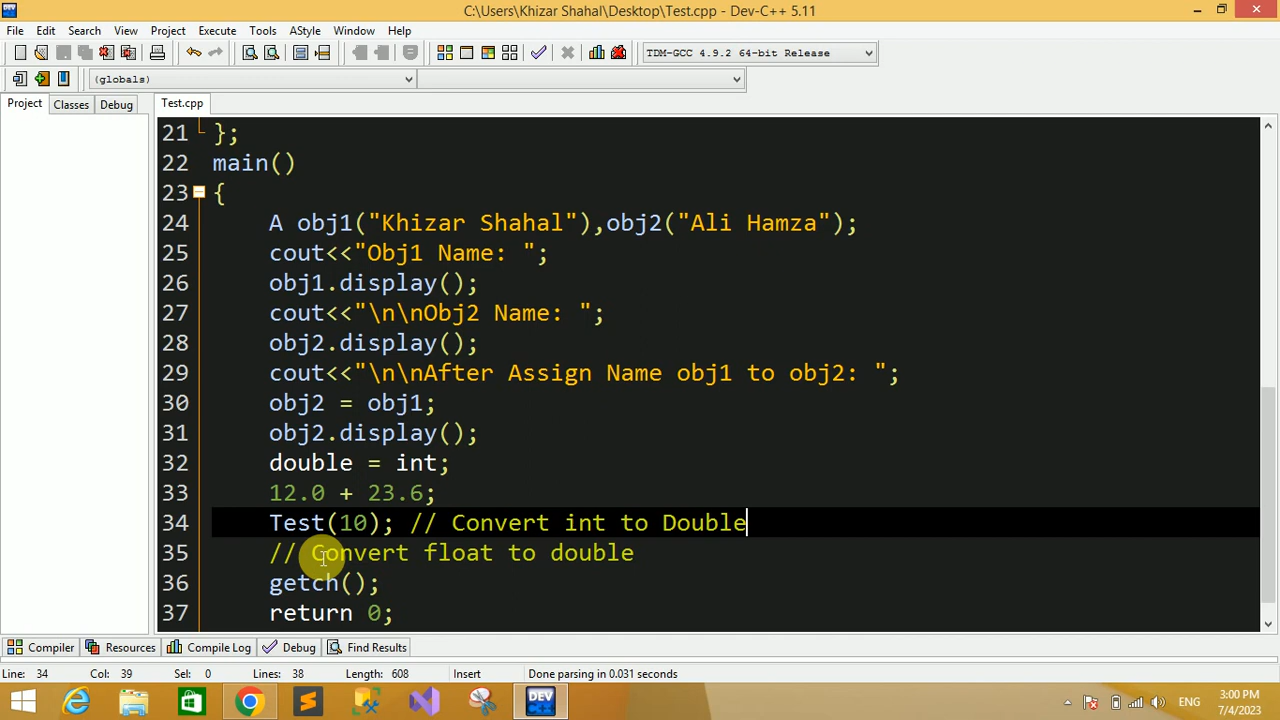 C:\Users\Khizar Shahal\Desktop\Test.cpp - Dev-C++ 5.11
File Edit Search View Project Execute Tools AStyle Window Help
TDM-GCC 4.9.2 64-bit Release
(globals)
Project Classes Debug Test.cpp
21 };
22 main()
23 {
24 A obj1("Khizar Shahal"),obj2("Ali Hamza");
25 cout<<"Obj1 Name: ";
26 obj1.display();
27 cout<<"\n\nObj2 Name: ";
28 obj2.display();
29 cout<<"\n\nAfter Assign Name obj1 to obj2: ";
30 obj2 = obj1;
31 obj2.display();
32 double = int;
33 12.0 + 23.6;
34 Test(10); // Convert int to Double
35 // Convert float to double
36 getch();
37 return 0;
Compiler Resources Compile Log Debug Find Results
Line: 34 Col: 39 Sel: 0 Lines: 38 Length: 608 Insert Done parsing in 0.031 seconds
DEV
ENG
3:00 PM
7/4/2023